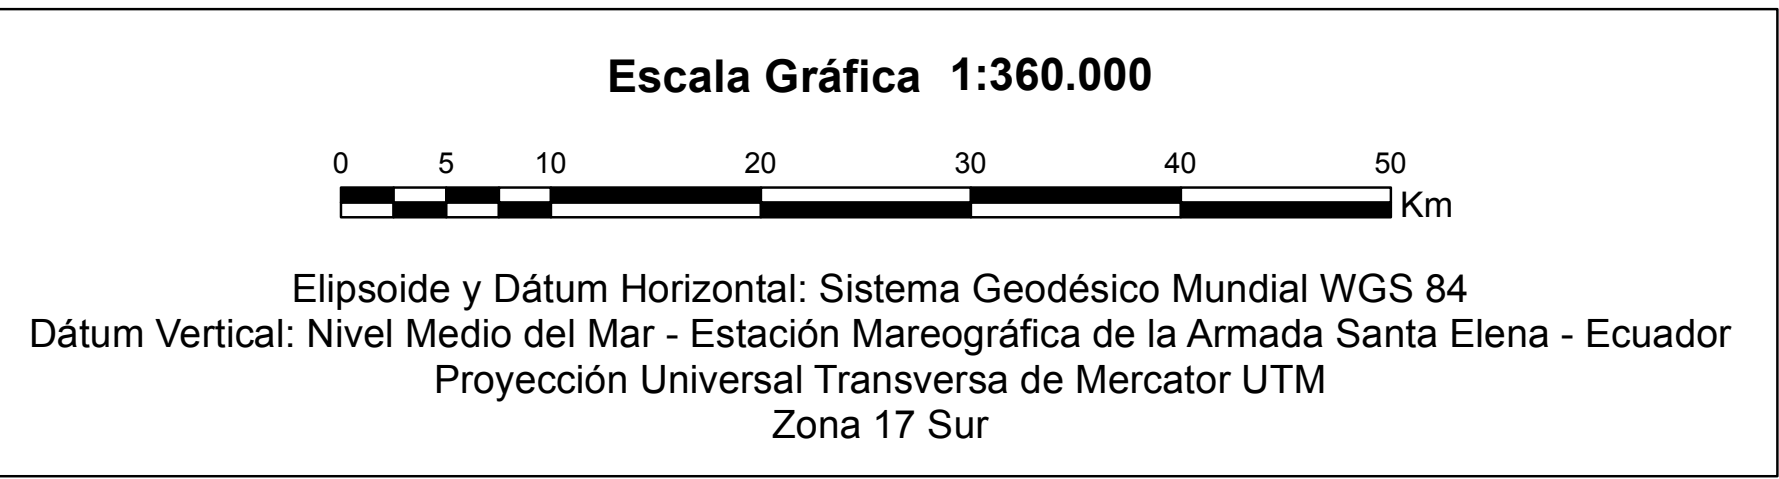 Escala Gráfica 1:360.000
0 5 10 20 30 40 50
Km
Elipsoide y Dátum Horizontal: Sistema Geodésico Mundial WGS 84
Dátum Vertical: Nivel Medio del Mar - Estación Mareográfica de la Armada Santa Elena - Ecuador
Proyección Universal Transversa de Mercator UTM
Zona 17 Sur